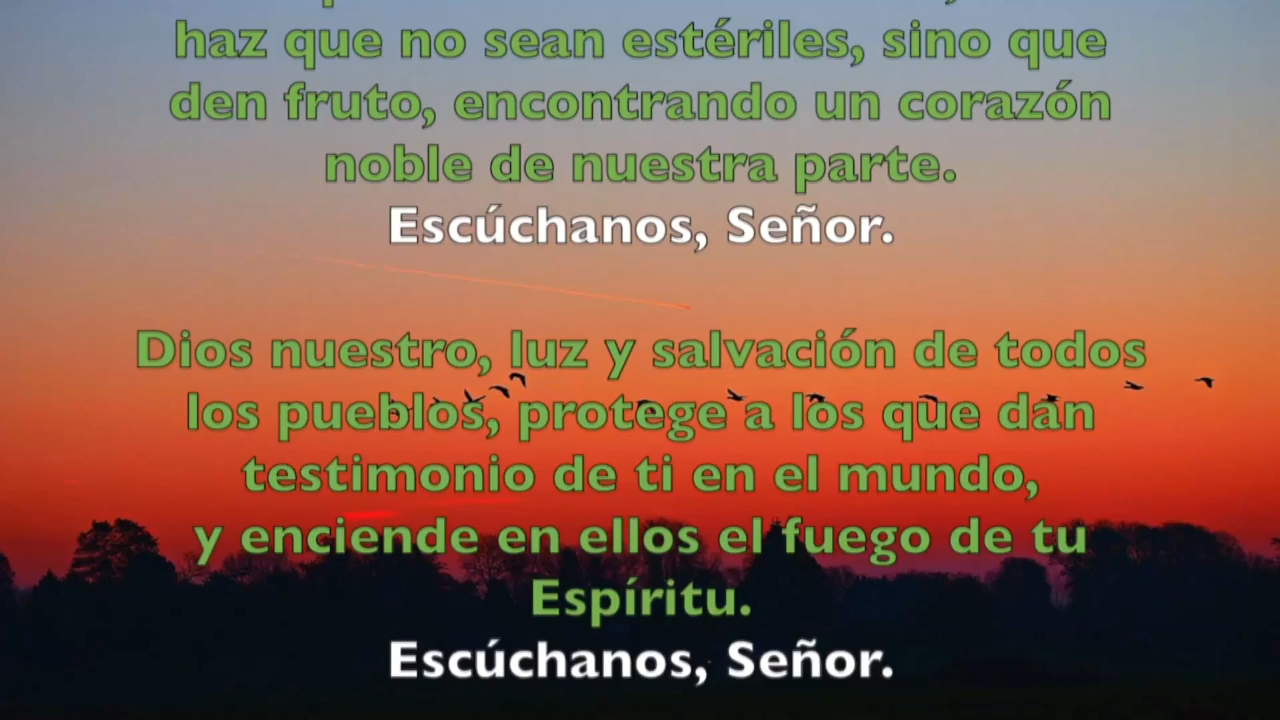 haz que no sean estériles, sino que
den fruto, encontrando un corazón
noble de nuestra parte.
Escúchanos, Señor.
Dios nuestro, luz y salvación de todos
los pueblos, protege a los que dan
testimonio de ti en el mundo,
y enciende en ellos el fuego de tu
Espíritu.
Escúchanos, Señor.